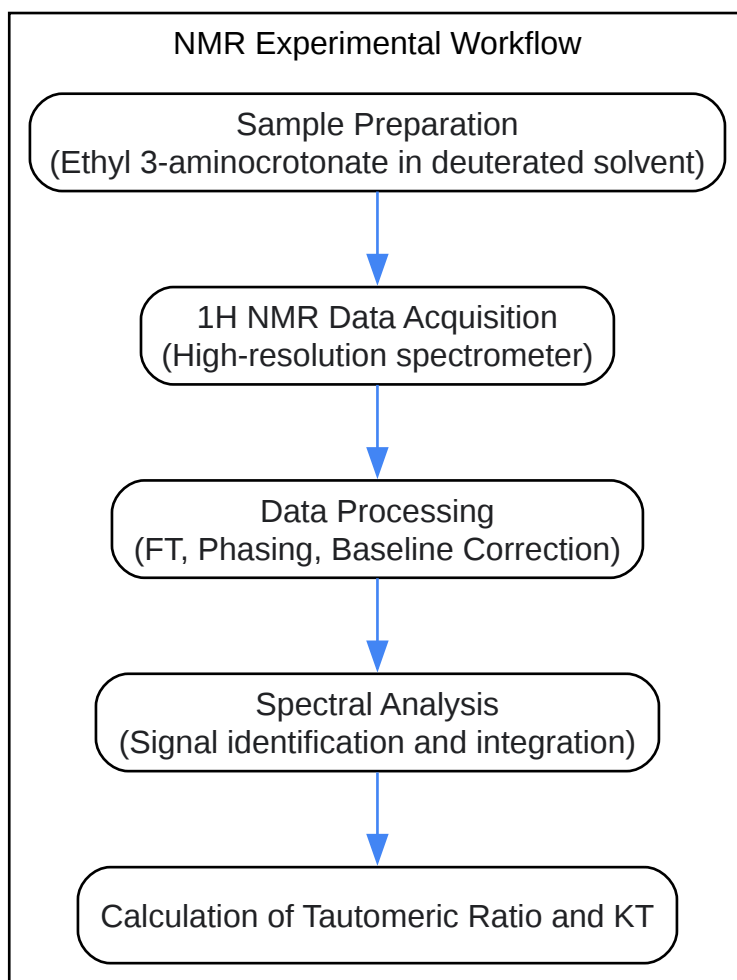 NMR Experimental Workflow
Sample Preparation
(Ethyl 3-aminocrotonate in deuterated solvent)
1H NMR Data Acquisition
(High-resolution spectrometer)
Data Processing
(FT, Phasing, Baseline Correction)
Spectral Analysis
(Signal identification and integration)
Calculation of Tautomeric Ratio and KT